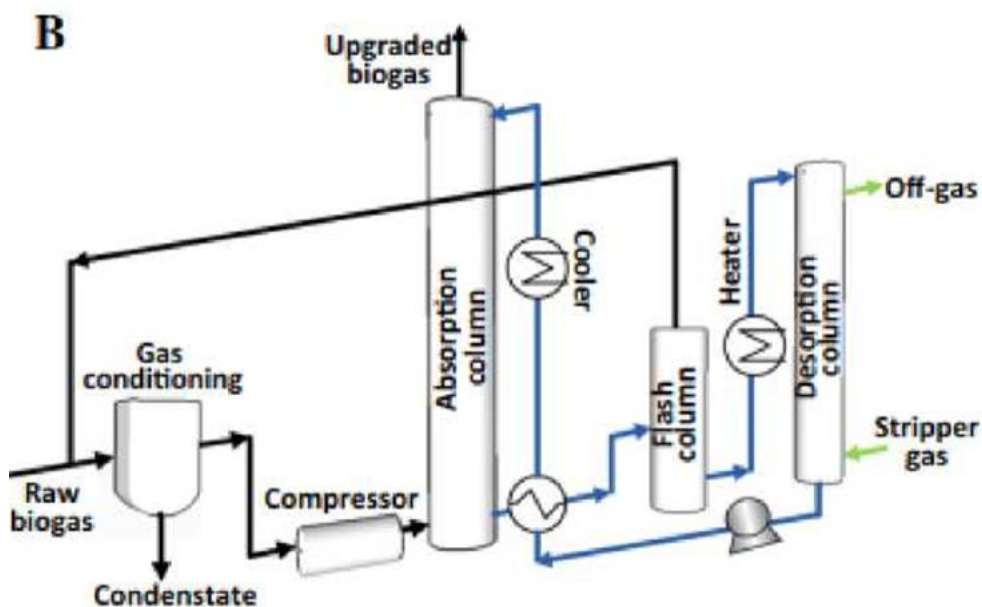 B
Upgraded
biogas
Absorption
column
Cooler
Flash
column
Heater
Desorption
column
Off-gas
Stripper
gas
Gas
conditioning
Raw
biogas
Compressor
Condenstate